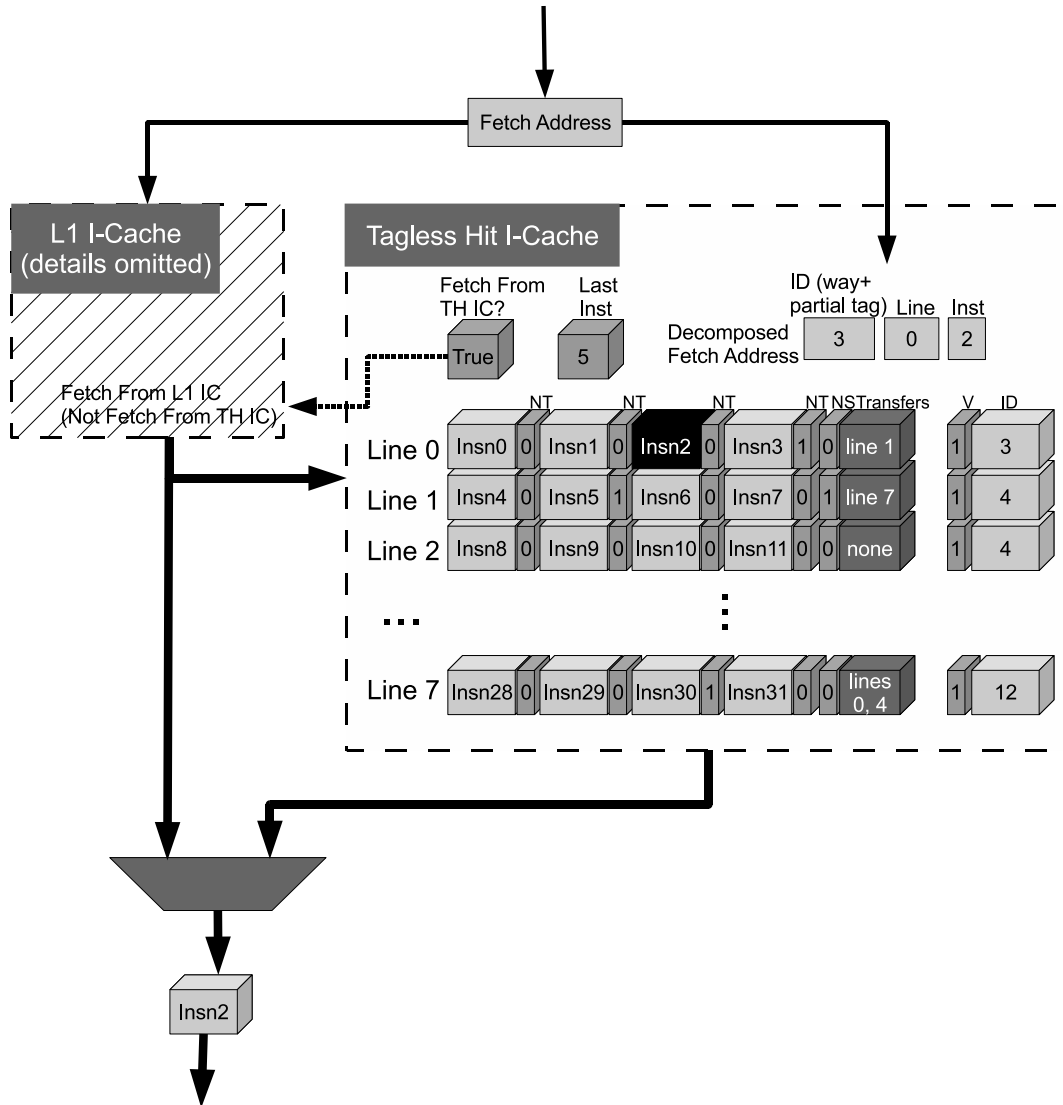 Fetch Address
L1 I-Cache
(details omitted)
Tagless Hit I-Cache
Fetch From
TH IC?
Last
Inst
ID (way+
partial tag)
Line
Inst
Decomposed
Fetch Address
3
0
2
True
5
Fetch From L1 IC
(Not Fetch From TH IC)
NT NT NT NT NS Transfers V ID
Line 0 Insn0 0 Insn1 0 Insn2 0 Insn3 1 0 line 1 1 3
Line 1 Insn4 0 Insn5 1 Insn6 0 Insn7 0 1 line 7 1 4
Line 2 Insn8 0 Insn9 0 Insn10 0 Insn11 0 0 none 1 4
...
Line 7 Insn28 0 Insn29 0 Insn30 1 Insn31 0 0 lines 0, 4 1 12
Insn2